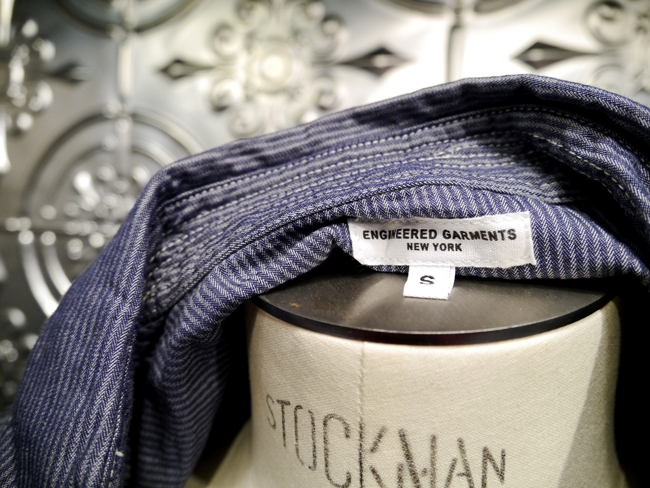 ENGINEERED GARMENTS
NEW YORK
S
STOCKMAN